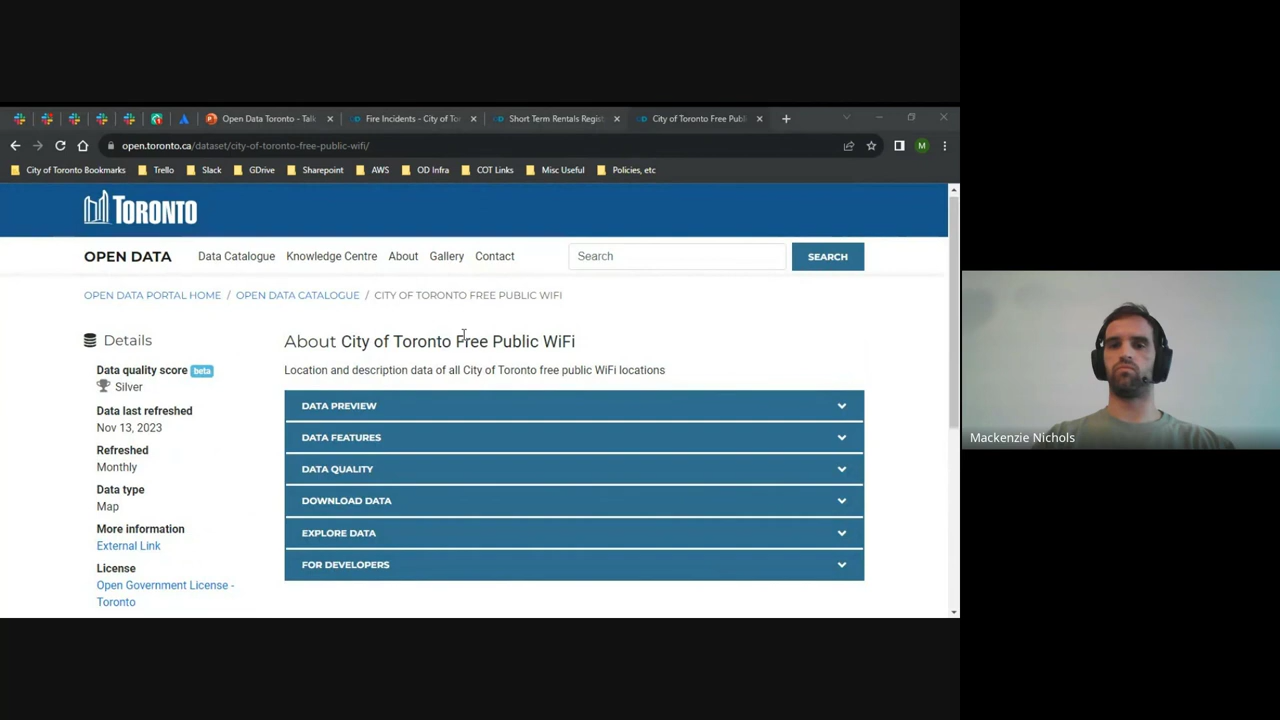 Open Data Toronto - Talk
Fire Incidents - City of Tor
Short Term Rentals Regist
City of Toronto Free Publ
open.toronto.ca/dataset/city-of-toronto-free-public-wifi/
M
City of Toronto Bookmarks
Trello
Slack
GDrive
Sharepoint
AWS
OD Infra
COT Links
Misc Useful
Policies, etc
TORONTO
OPEN DATA
Data Catalogue
Knowledge Centre
About
Gallery
Contact
Search
SEARCH
OPEN DATA PORTAL HOME / OPEN DATA CATALOGUE / CITY OF TORONTO FREE PUBLIC WIFI
Details
Data quality score beta
Silver
Data last refreshed
Nov 13, 2023
Refreshed
Monthly
Data type
Map
More information
External Link
License
Open Government License -
Toronto
About City of Toronto Free Public WiFi
Location and description data of all City of Toronto free public WiFi locations
DATA PREVIEW
DATA FEATURES
DATA QUALITY
DOWNLOAD DATA
EXPLORE DATA
FOR DEVELOPERS
Mackenzie Nichols